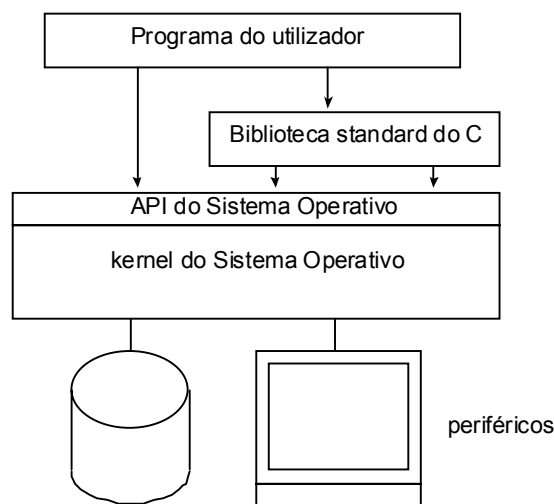 Programa do utilizador
Biblioteca standard do C
API do Sistema Operativo
kernel do Sistema Operativo
periféricos